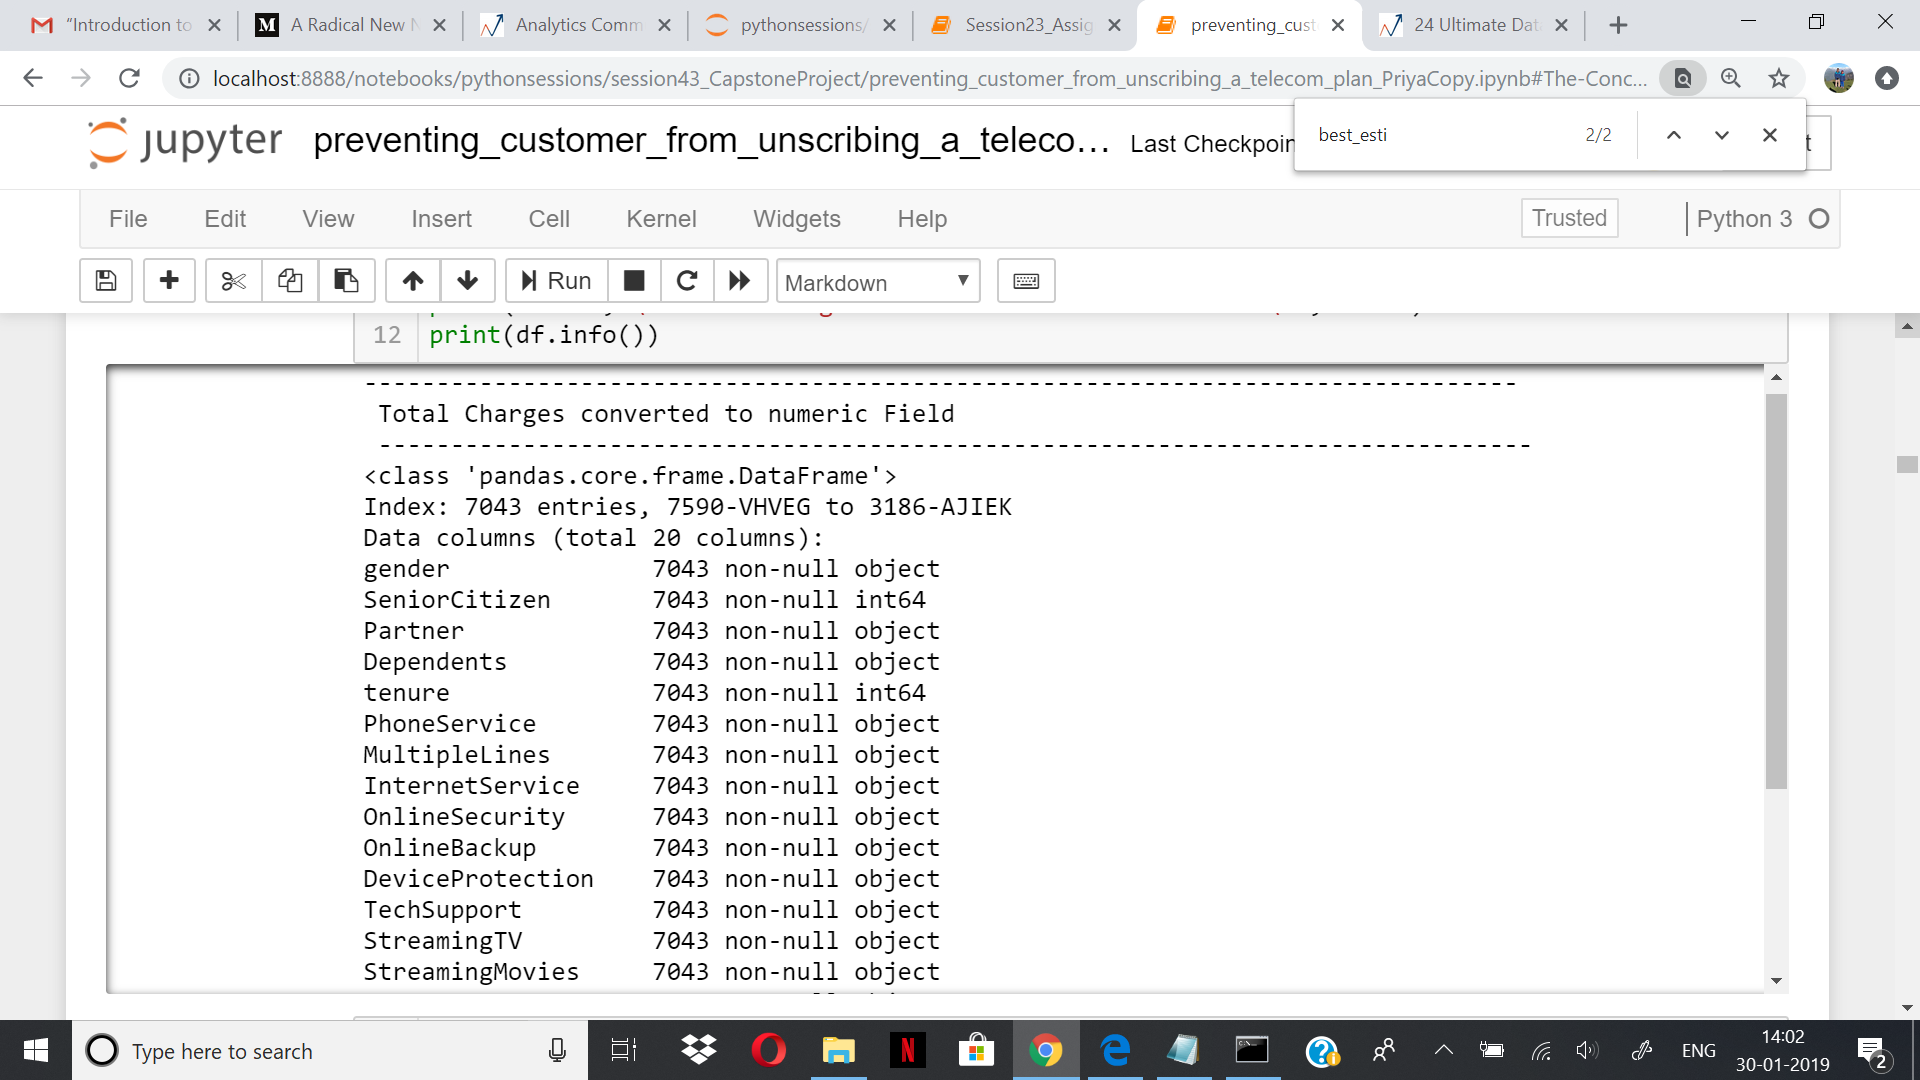 "Introduction to
A Radical New N
Analytics Comm
pythonsessions/
Session23_Assig
preventing_cust
24 Ultimate Dat
localhost:8888/notebooks/pythonsessions/session43_CapstoneProject/preventing_customer_from_unscribing_a_telecom_plan_PriyaCopy.ipynb#The-Conc...
best_esti 2/2
jupyter preventing_customer_from_unscribing_a_teleco... Last Checkpoin
t
File Edit View Insert Cell Kernel Widgets Help Trusted Python 3
Run Markdown
12 print(df.info())
--------------------------------------------------------------------------------
Total Charges converted to numeric Field
--------------------------------------------------------------------------------
<class 'pandas.core.frame.DataFrame'>
Index: 7043 entries, 7590-VHVEG to 3186-AJIEK
Data columns (total 20 columns):
gender 7043 non-null object
SeniorCitizen 7043 non-null int64
Partner 7043 non-null object
Dependents 7043 non-null object
tenure 7043 non-null int64
PhoneService 7043 non-null object
MultipleLines 7043 non-null object
InternetService 7043 non-null object
OnlineSecurity 7043 non-null object
OnlineBackup 7043 non-null object
DeviceProtection 7043 non-null object
TechSupport 7043 non-null object
StreamingTV 7043 non-null object
StreamingMovies 7043 non-null object
Type here to search
ENG
14:02
30-01-2019
2